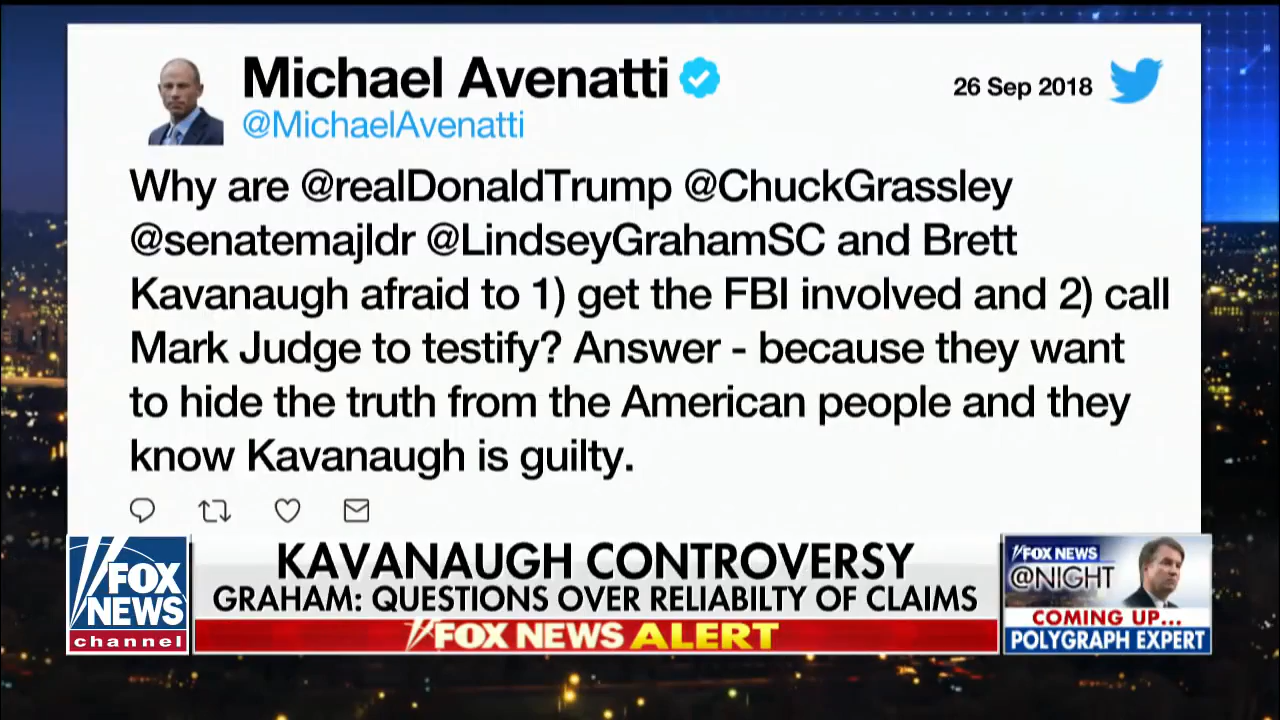 Michael Avenatti
@MichaelAvenatti
26 Sep 2018
Why are @realDonaldTrump @ChuckGrassley
@senatemajldr @LindseyGrahamSC and Brett
Kavanaugh afraid to 1) get the FBI involved and 2) call
Mark Judge to testify? Answer - because they want
to hide the truth from the American people and they
know Kavanaugh is guilty.
KAVANAUGH CONTROVERSY
GRAHAM: QUESTIONS OVER RELIABILTY OF CLAIMS
FOX NEWS ALERT
FOX
NEWS
channel
FOX NEWS
@NIGHT
COMING UP...
POLYGRAPH EXPERT